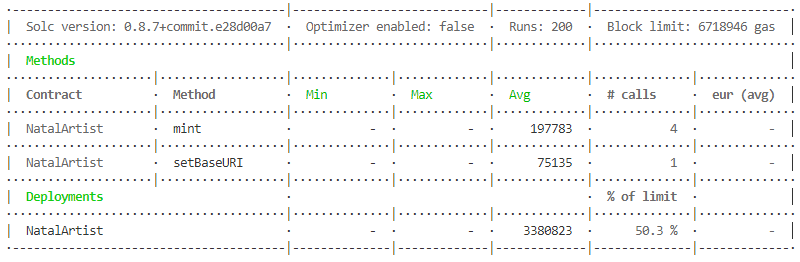 Solc version: 0.8.7+commit.e28d00a7 · Optimizer enabled: false · Runs: 200 · Block limit: 6718946 gas
Methods
Contract · Method · Min · Max · Avg · # calls · eur (avg)
NatalArtist · mint · - · - · 197783 · 4 · -
NatalArtist · setBaseURI · - · - · 75135 · 1 · -
Deployments · % of limit ·
NatalArtist · - · - · 3380823 · 50.3 % · -